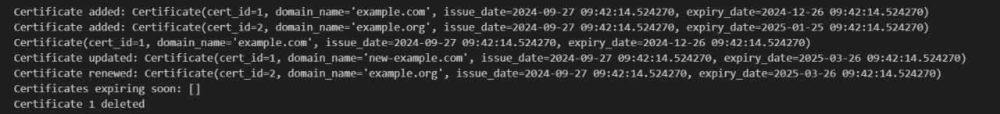 Certificate added: Certificate(cert_id=1, domain_name='example.com', issue_date=2024-09-27 09:42:14.524270, expiry_date=2024-12-26 09:42:14.524270)
Certificate added: Certificate(cert_id=2, domain_name='example.org', issue_date=2024-09-27 09:42:14.524270, expiry_date=2025-01-25 09:42:14.524270)
Certificate(cert_id=1, domain_name='example.com', issue_date=2024-09-27 09:42:14.524270, expiry_date=2024-12-26 09:42:14.524270)
Certificate updated: Certificate(cert_id=1, domain_name='new-example.com', issue_date=2024-09-27 09:42:14.524270, expiry_date=2025-03-26 09:42:14.524270)
Certificate renewed: Certificate(cert_id=2, domain_name='example.org', issue_date=2024-09-27 09:42:14.524270, expiry_date=2025-03-26 09:42:14.524270)
Certificates expiring soon: []
Certificate 1 deleted